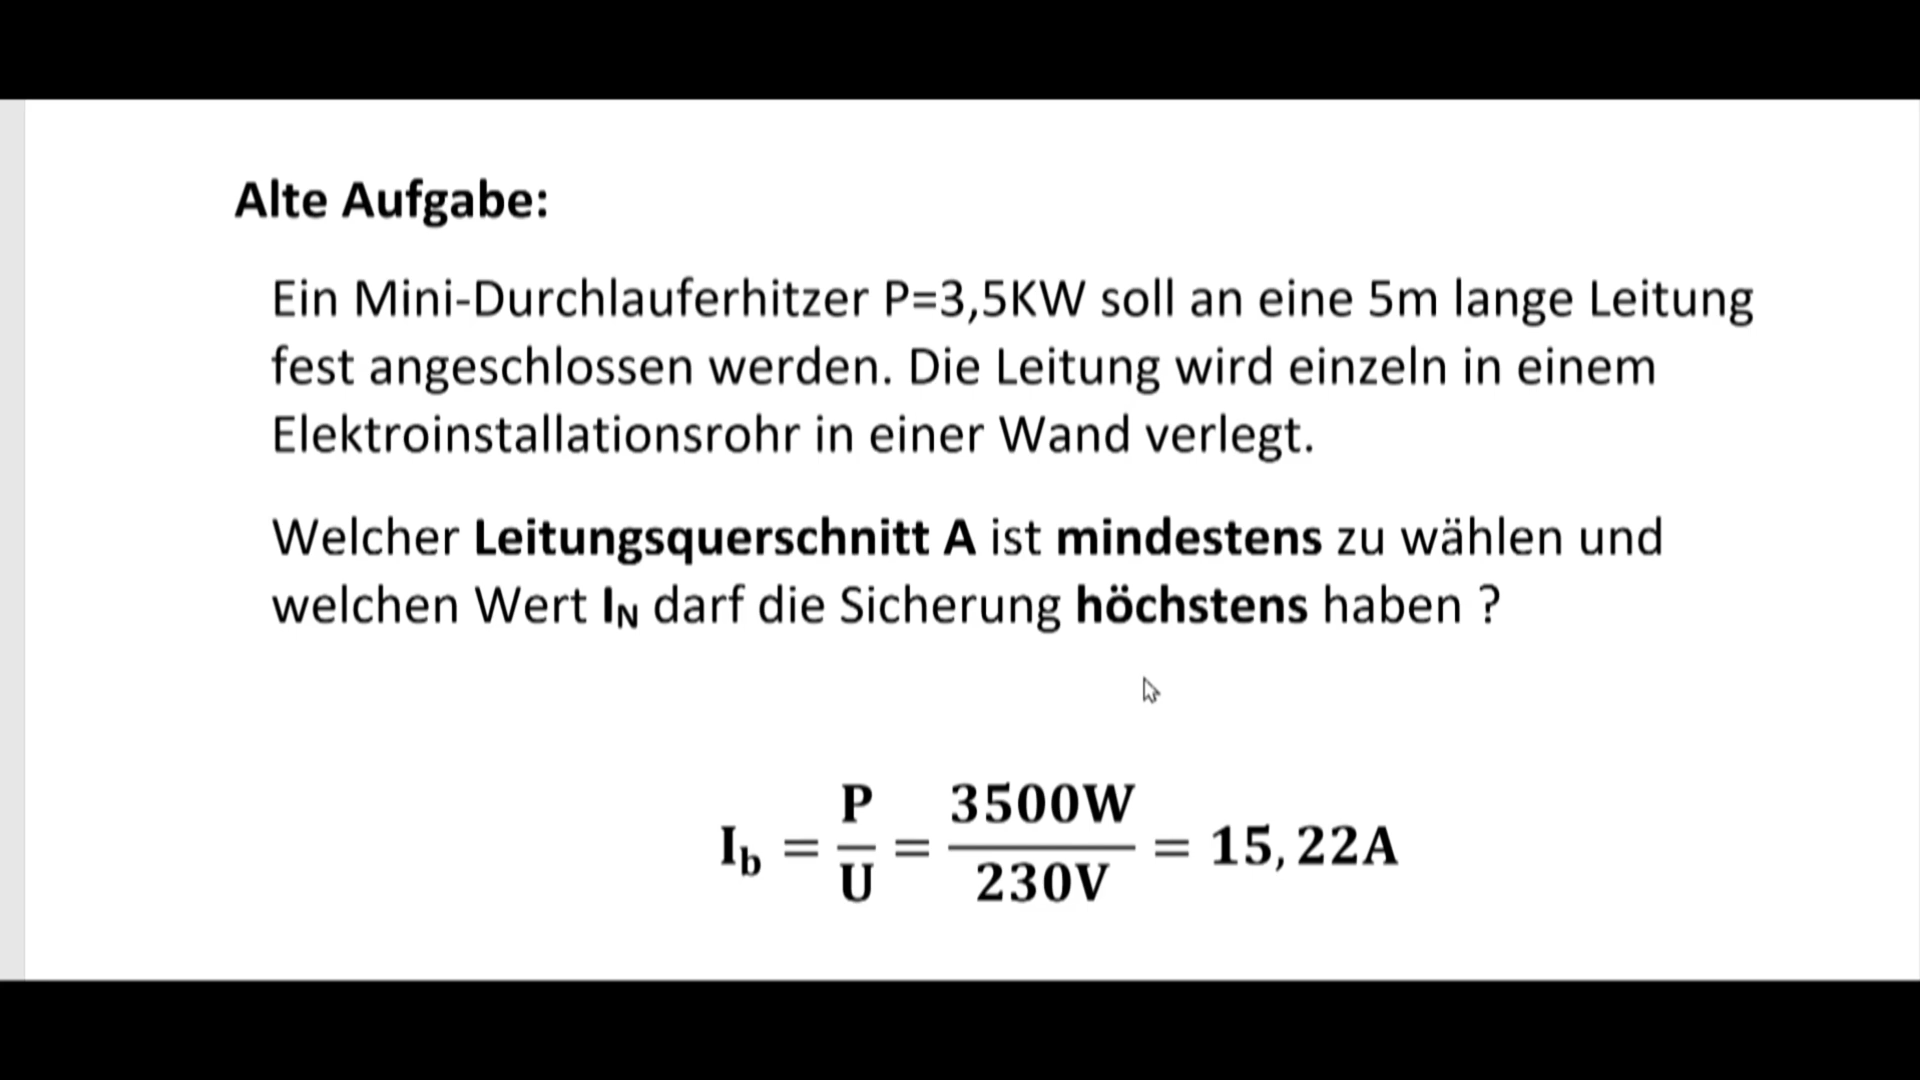 Alte Aufgabe:
Ein Mini-Durchlauferhitzer P=3,5KW soll an eine 5m lange Leitung
fest angeschlossen werden. Die Leitung wird einzeln in einem
Elektroinstallationsrohr in einer Wand verlegt.
Welcher Leitungsquerschnitt A ist mindestens zu wählen und
welchen Wert I_N darf die Sicherung höchstens haben ?
I_b = P/U = 3500W/230V = 15,22A